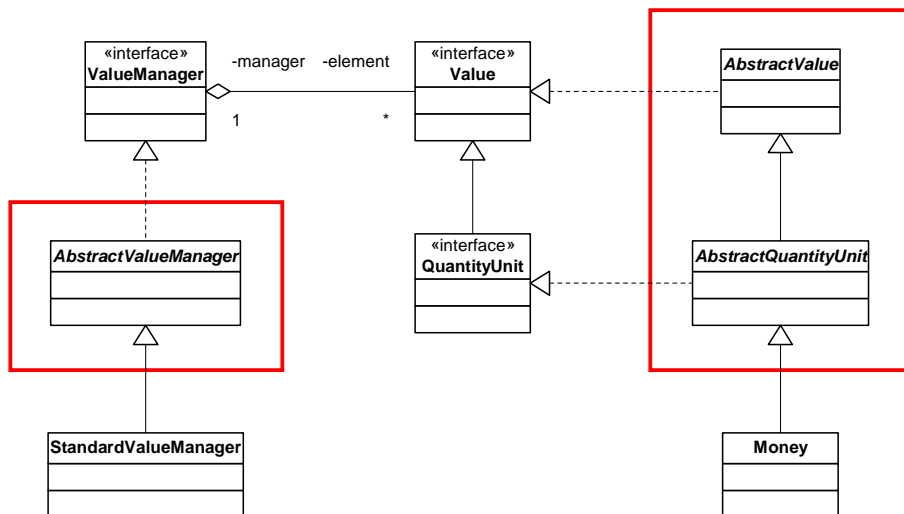 «interface»
ValueManager
-manager
-element
1
*
«interface»
Value
AbstractValue
AbstractValueManager
«interface»
QuantityUnit
AbstractQuantityUnit
StandardValueManager
Money